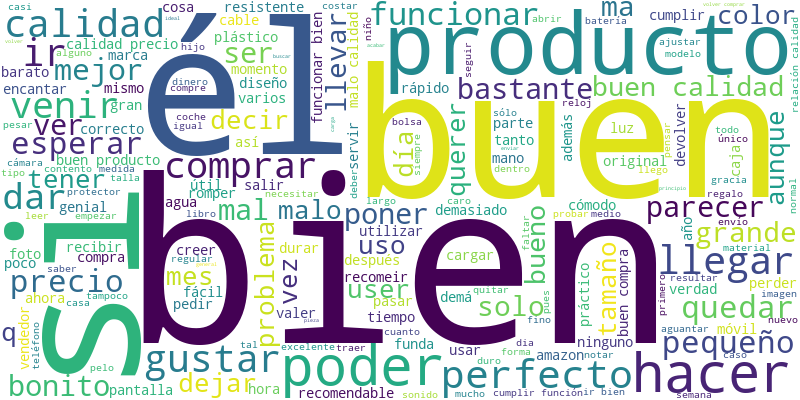 casi
cosa
cable
resistente
costar
niño
funcionar
ma
cumplir
color
volver comprar
abrir
batería
ideal
volver
calidad
él
buen
producto
calidad precio
alguno
hijo
plástico
acabar
buscar
ajustar
modelo
ir
marca
ser
llevar
funcionar bien
malo calidad
barato
mejor
momento
diseño
dinero
compre
seguir
bastante
buen calidad
relación calidad
encantar
mismo
varios
rápido
venir
gran
decir
coche
igual
cargo
reloj
sólo
parte
además
luz
devolver
todo
único
aunque
pesar
correcto
ver
así
bolsa
siempre
querer
tanto
mano
original
pensar
caja
cámara
buen producto
esperar
comprar
servir
deber
día
enviar
dentro
llego
gracia
tipo
contento
medida
talla
útil
salir
necesitar
largo
caro
cómodo
regalo
principio
normal
tener
protector
romper
agua
libro
mal
malo
poner
demasiado
probar
medio
parecer
envío
dar
leer
empezar
genial
si
bien
foto
recibir
creer
durar
utilizar
faltar
bueno
año
grande
material
poco
saber
compra
regular
problema
vez
uso
después
cargar
tamaño
llegar
resultar
precio
casa
mes
fácil
recomeir
user
pasar
demá
quitar
práctico
verdad
perder
imagen
q
ahora
tampoco
pedir
valer
tiempo
solo
pues
fino
buen compra
primero
quedar
nuevo
vendedor
teléfono
gustar
cuanto
funda
usar
dia
amazon
notar
ninguno
móvil
aguantar
pequeño
pelo
tal
excelente
traer
poder
duro
forma
perfecto
caso
hacer
bonito
pantalla
dejar
hora
pieza
recomendable
sonido
mucho
cumplir función
ir bien
semana